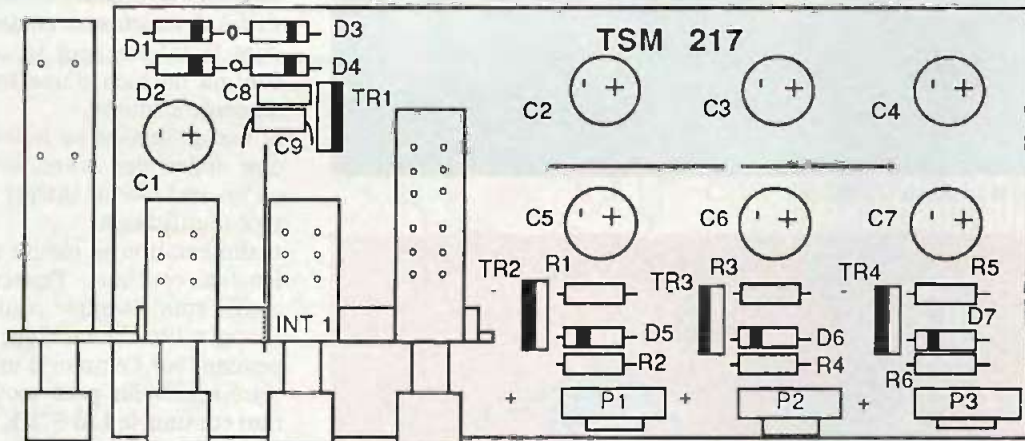 D1
D3
D4
D2
C8
TR1
C9
C1
INT 1
TSM 217
C2
C3
C4
C5
C6
C7
TR2
R1
TR3
R3
TR4
R5
D5
D6
D7
R2
R4
R6
P1
P2
P3